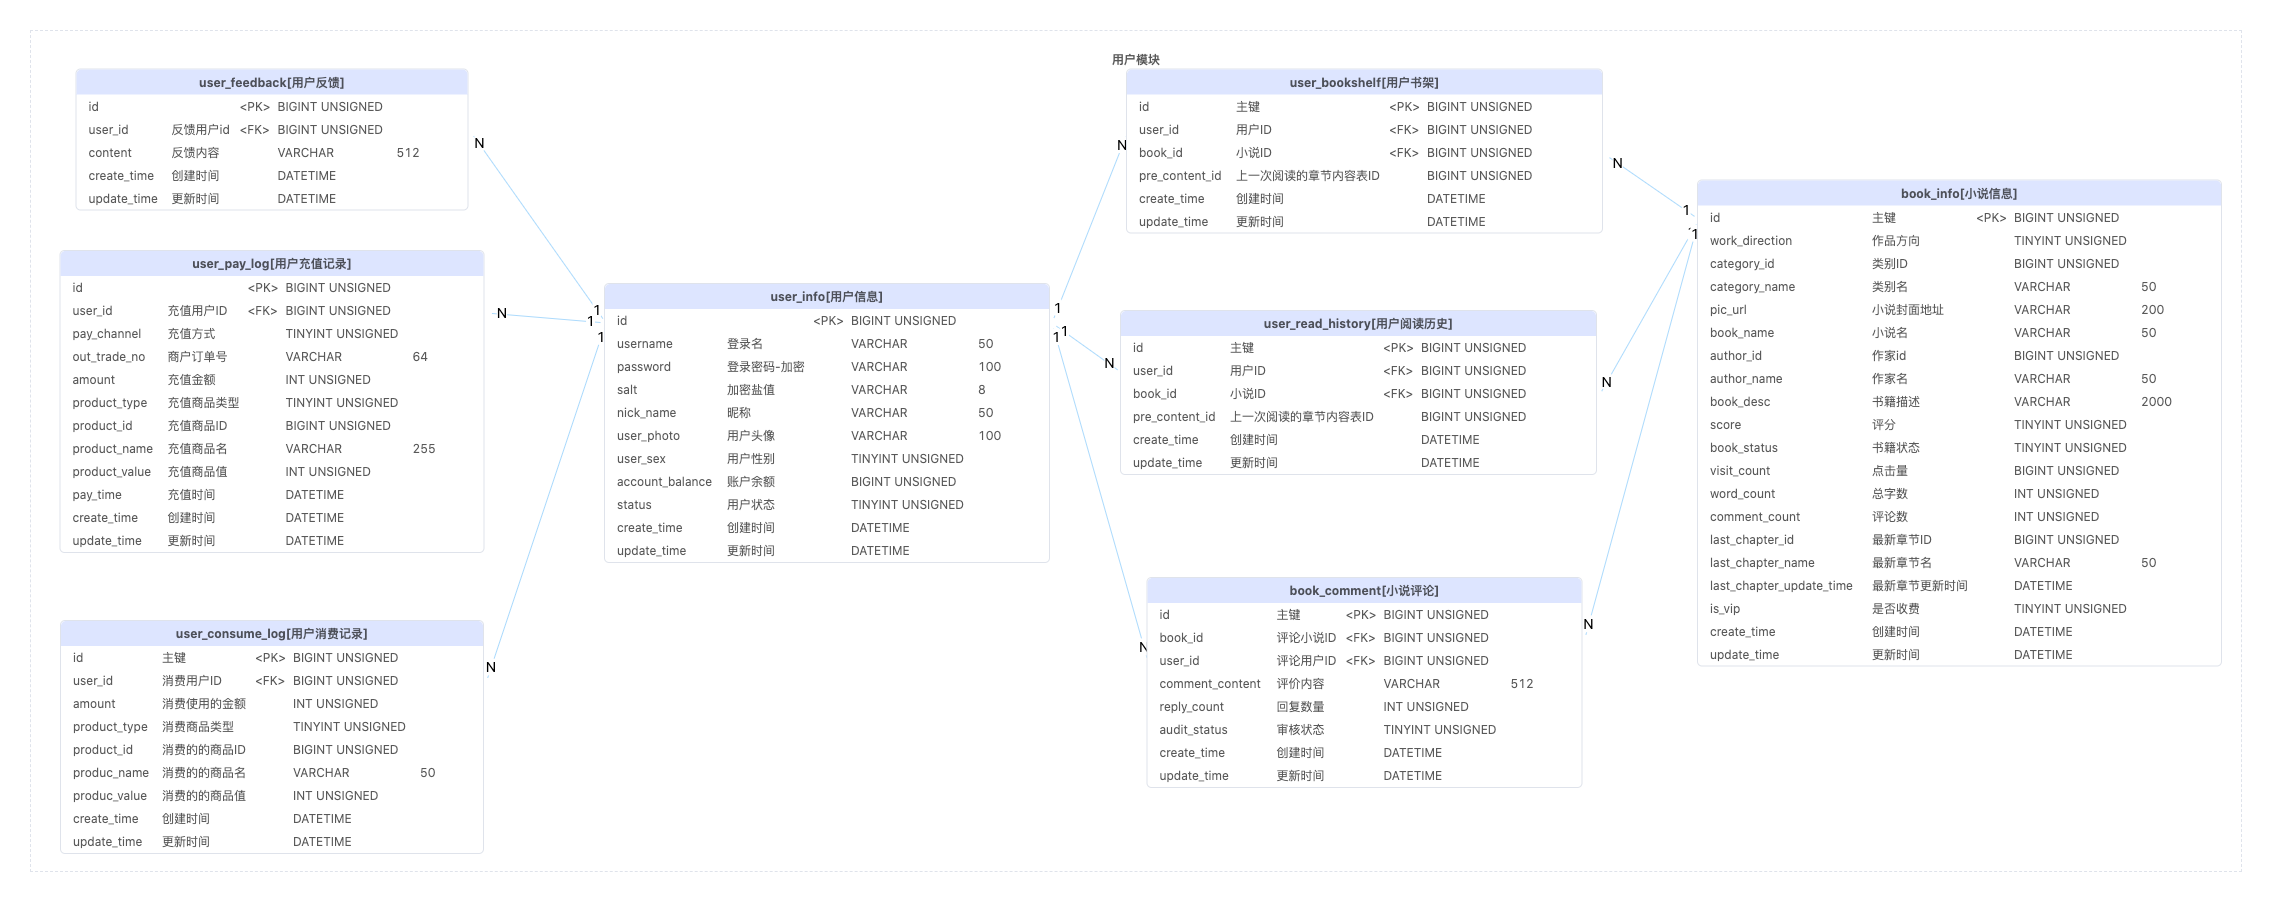 用户模块
user_feedback[用户反馈]
id <PK> BIGINT UNSIGNED
user_id 反馈用户id <FK> BIGINT UNSIGNED
content 反馈内容 VARCHAR 512
create_time 创建时间 DATETIME
update_time 更新时间 DATETIME
N
1
user_pay_log[用户充值记录]
id <PK> BIGINT UNSIGNED
user_id 充值用户ID <FK> BIGINT UNSIGNED
pay_channel 充值方式 TINYINT UNSIGNED
out_trade_no 商户订单号 VARCHAR 64
amount 充值金额 INT UNSIGNED
product_type 充值商品类型 TINYINT UNSIGNED
product_id 充值商品ID BIGINT UNSIGNED
product_name 充值商品名 VARCHAR 255
product_value 充值商品值 INT UNSIGNED
pay_time 充值时间 DATETIME
create_time 创建时间 DATETIME
update_time 更新时间 DATETIME
N
1
user_consume_log[用户消费记录]
id 主键 <PK> BIGINT UNSIGNED
user_id 消费用户ID <FK> BIGINT UNSIGNED
amount 消费使用的金额 INT UNSIGNED
product_type 消费商品类型 TINYINT UNSIGNED
product_id 消费的的商品ID BIGINT UNSIGNED
produc_name 消费的的商品名 VARCHAR 50
produc_value 消费的的商品值 INT UNSIGNED
create_time 创建时间 DATETIME
update_time 更新时间 DATETIME
N
1
user_info[用户信息]
id <PK> BIGINT UNSIGNED
username 登录名 VARCHAR 50
password 登录密码-加密 VARCHAR 100
salt 加密盐值 VARCHAR 8
nick_name 昵称 VARCHAR 50
user_photo 用户头像 VARCHAR 100
user_sex 用户性别 TINYINT UNSIGNED
account_balance 账户余额 BIGINT UNSIGNED
status 用户状态 TINYINT UNSIGNED
create_time 创建时间 DATETIME
update_time 更新时间 DATETIME
1
N
1
N
1
N
user_bookshelf[用户书架]
id 主键 <PK> BIGINT UNSIGNED
user_id 用户ID <FK> BIGINT UNSIGNED
book_id 小说ID <FK> BIGINT UNSIGNED
pre_content_id 上一次阅读的章节内容表ID BIGINT UNSIGNED
create_time 创建时间 DATETIME
update_time 更新时间 DATETIME
user_read_history[用户阅读历史]
id 主键 <PK> BIGINT UNSIGNED
user_id 用户ID <FK> BIGINT UNSIGNED
book_id 小说ID <FK> BIGINT UNSIGNED
pre_content_id 上一次阅读的章节内容表ID BIGINT UNSIGNED
create_time 创建时间 DATETIME
update_time 更新时间 DATETIME
book_comment[小说评论]
id 主键 <PK> BIGINT UNSIGNED
book_id 评论小说ID <FK> BIGINT UNSIGNED
user_id 评论用户ID <FK> BIGINT UNSIGNED
comment_content 评价内容 VARCHAR 512
reply_count 回复数量 INT UNSIGNED
audit_status 审核状态 TINYINT UNSIGNED
create_time 创建时间 DATETIME
update_time 更新时间 DATETIME
N
1
N
1
N
book_info[小说信息]
id 主键 <PK> BIGINT UNSIGNED
work_direction 作品方向 TINYINT UNSIGNED
category_id 类别ID BIGINT UNSIGNED
category_name 类别名 VARCHAR 50
pic_url 小说封面地址 VARCHAR 200
book_name 小说名 VARCHAR 50
author_id 作家id BIGINT UNSIGNED
author_name 作家名 VARCHAR 50
book_desc 书籍描述 VARCHAR 2000
score 评分 TINYINT UNSIGNED
book_status 书籍状态 TINYINT UNSIGNED
visit_count 点击量 BIGINT UNSIGNED
word_count 总字数 INT UNSIGNED
comment_count 评论数 INT UNSIGNED
last_chapter_id 最新章节ID BIGINT UNSIGNED
last_chapter_name 最新章节名 VARCHAR 50
last_chapter_update_time 最新章节更新时间 DATETIME
is_vip 是否收费 TINYINT UNSIGNED
create_time 创建时间 DATETIME
update_time 更新时间 DATETIME